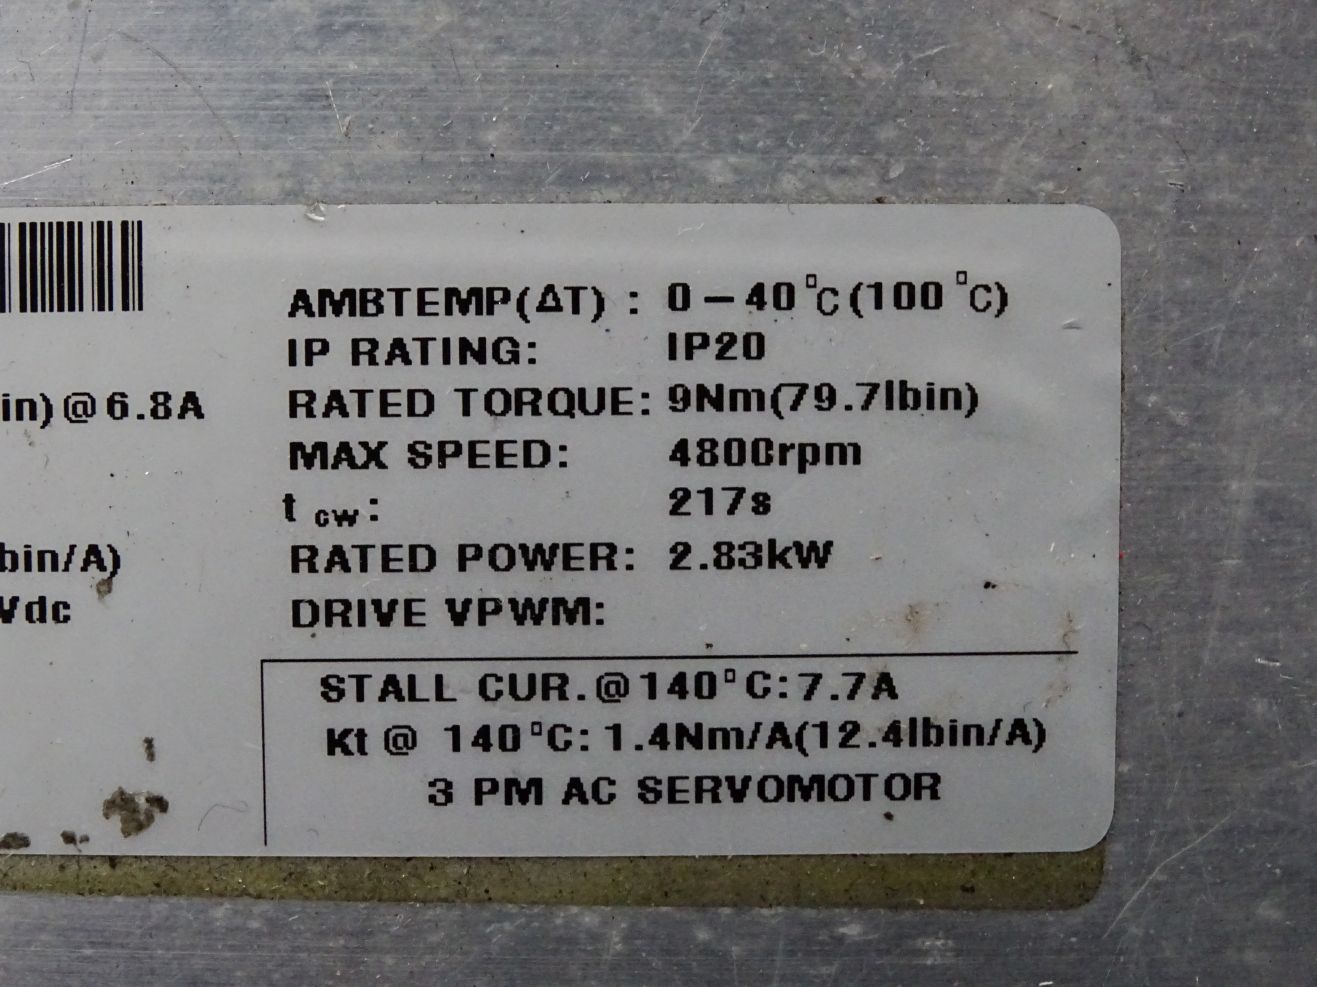 AMBTEMP(ΔT) : 0 – 40°C (100 °C)
IP RATING: IP20
in) @ 6.8A
RATED TORQUE: 9Nm(79.7lbin)
MAX SPEED: 4800rpm
t cw: 217s
bin/A)
RATED POWER: 2.83kW
Vdc
DRIVE VPWM:
STALL CUR. @ 140°C: 7.7A
Kt @ 140°C: 1.4Nm/A(12.4lbin/A)
3 PM AC SERVOMOTOR